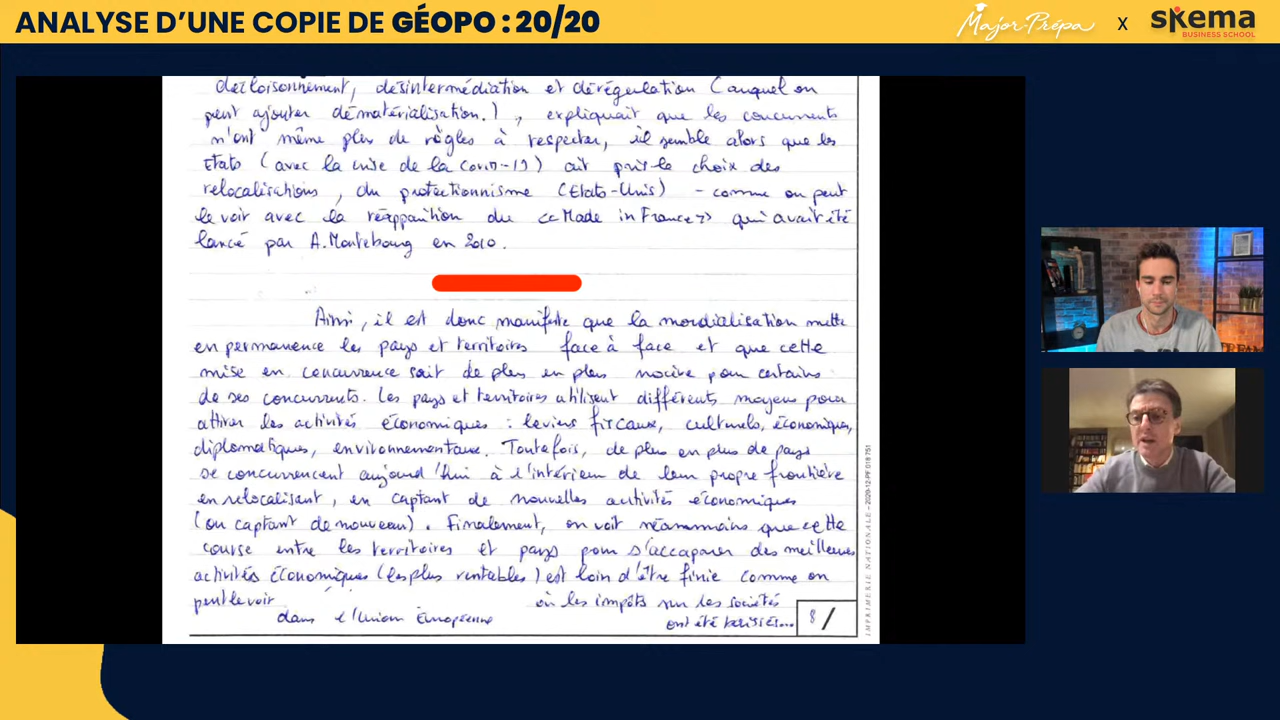 ANALYSE D'UNE COPIE DE GÉOPO : 20/20
Major-Prépa x skema
BUSINESS SCHOOL
décloisonnement, désintermédiation et dérégulation (auquel on
peut ajouter dématérialisation.), expliquait que les concurrents
n'ont même plus de règles à respecter, il semble alors que les
Etats (avec la crise de la Covid-19) ait pris le choix des
relocalisations, du protectionnisme (Etats-Unis) - comme on peut
le voir avec la réapparition du «Made in France» qui avait été
lancé par A. Montebourg en 2010.
Ainsi, il est donc manifeste que la mondialisation mette
en permanence les pays et territoires face à face et que cette
mise en concurrence soit de plus en plus nocive pour certains
de ses concurrents. Les pays et territoires utilisent différents moyens pour
attirer les activités économiques : leviers fiscaux, culturels, économiques,
diplomatiques, environnementaux. Toutefois, de plus en plus de pays
se concurrencent aujourd'hui à l'intérieur de leur propre frontière
en relocalisant, en captant de nouvelles activités économiques
(ou captant de nouveau). Finalement, on voit néanmoins que cette
course entre les territoires et pays pour s'accaparer des meilleures
activités économiques (les plus rentables) est loin d'être finie comme on
peut le voir dans l'Union Européenne où les impôts sur les sociétés
ont été
8/
IMPRIMERIE NATIONALE - 2020-12-PF 018 751
DREAM